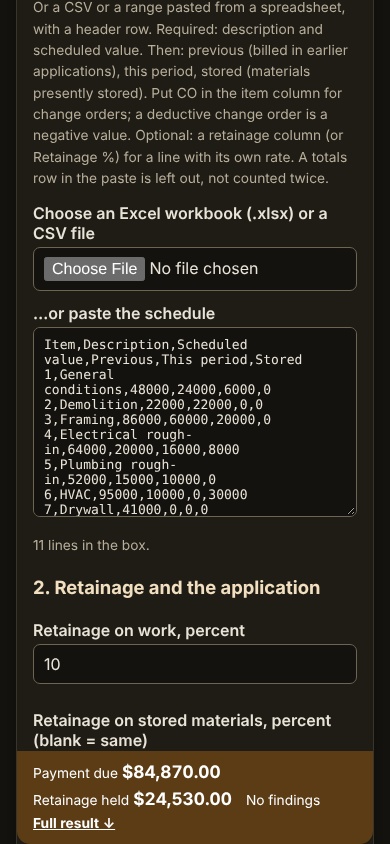 Or a CSV or a range pasted from a spreadsheet,
with a header row. Required: description and
scheduled value. Then: previous (billed in earlier
applications), this period, stored (materials
presently stored). Put CO in the item column for
change orders; a deductive change order is a
negative value. Optional: a retainage column (or
Retainage %) for a line with its own rate. A totals
row in the paste is left out, not counted twice.
Choose an Excel workbook (.xlsx) or a
CSV file
Choose File No file chosen
...or paste the schedule
Item,Description,Scheduled
value,Previous,This period,Stored
1,General
conditions,48000,24000,6000,0
2,Demolition,22000,22000,0,0
3,Framing,86000,60000,20000,0
4,Electrical rough-
in,64000,20000,16000,8000
5,Plumbing rough-
in,52000,15000,10000,0
6,HVAC,95000,10000,0,30000
7,Drywall,41000,0,0,0
11 lines in the box.
2. Retainage and the application
Retainage on work, percent
10
Retainage on stored materials, percent
(blank = same)
Payment due $84,870.00
Retainage held $24,530.00 No findings
Full result ↓